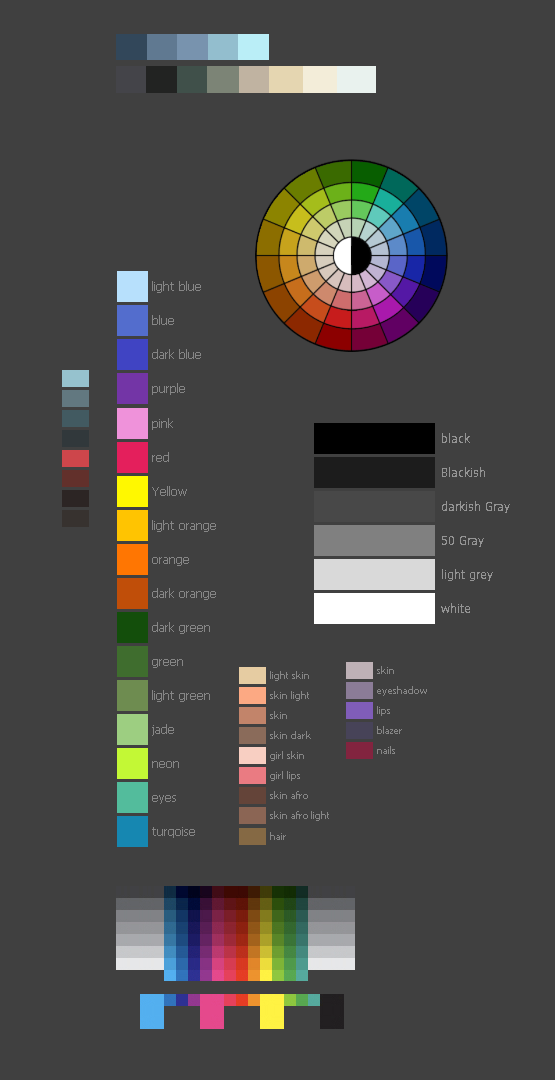 light blue
blue
dark blue
purple
pink
red
Yellow
light orange
orange
dark orange
dark green
green
light green
jade
neon
eyes
turqoise
black
Blackish
darkish Gray
50 Gray
light grey
white
light skin
skin light
skin
skin dark
girl skin
girl lips
skin afro
skin afro light
hair
skin
eyeshadow
lips
blazer
nails